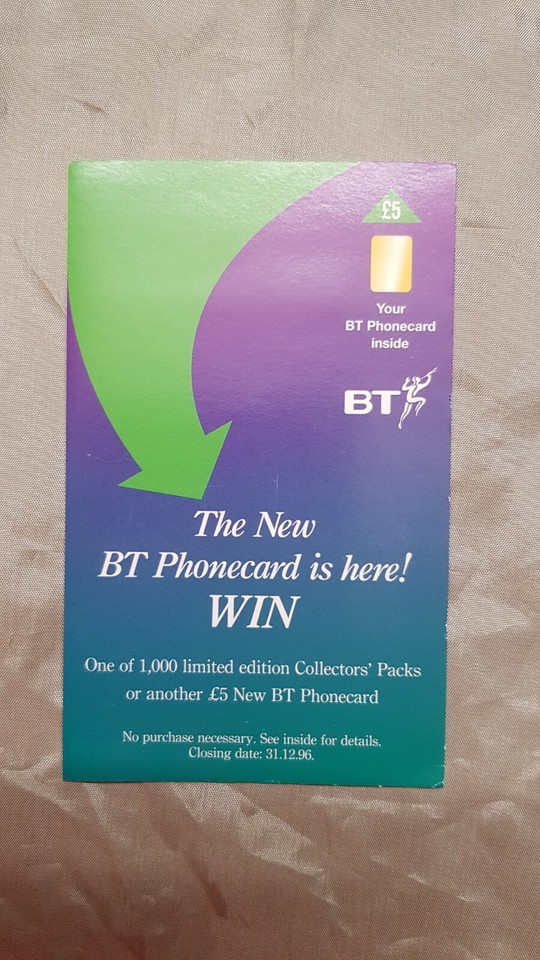 £5
Your
BT Phonecard
inside
BT
The New
BT Phonecard is here!
WIN
One of 1,000 limited edition Collectors' Packs
or another £5 New BT Phonecard
No purchase necessary. See inside for details.
Closing date: 31.12.96.